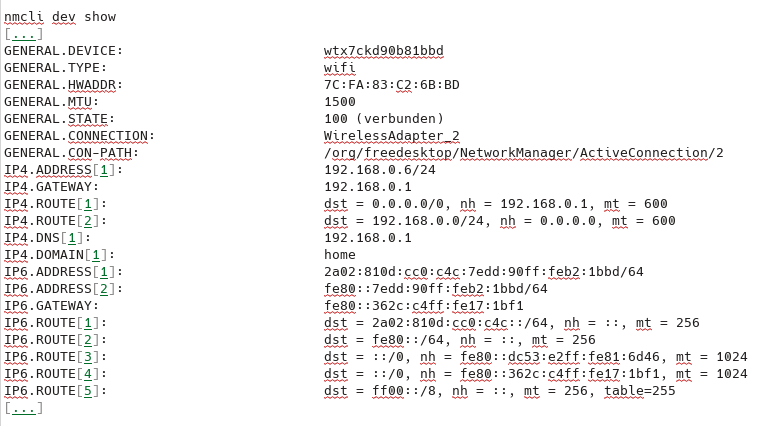 nmcli dev show
[...]
GENERAL.DEVICE: wtx7ckd90b81bbd
GENERAL.TYPE: wifi
GENERAL.HWADDR: 7C:FA:83:C2:6B:BD
GENERAL.MTU: 1500
GENERAL.STATE: 100 (verbunden)
GENERAL.CONNECTION: WirelessAdapter_2
GENERAL.CON-PATH: /org/freedesktop/NetworkManager/ActiveConnection/2
IP4.ADDRESS[1]: 192.168.0.6/24
IP4.GATEWAY: 192.168.0.1
IP4.ROUTE[1]: dst = 0.0.0.0/0, nh = 192.168.0.1, mt = 600
IP4.ROUTE[2]: dst = 192.168.0.0/24, nh = 0.0.0.0, mt = 600
IP4.DNS[1]: 192.168.0.1
IP4.DOMAIN[1]: home
IP6.ADDRESS[1]: 2a02:810d:cc0:c4c:7edd:90ff:feb2:1bbd/64
IP6.ADDRESS[2]: fe80::7edd:90ff:feb2:1bbd/64
IP6.GATEWAY: fe80::362c:c4ff:fe17:1bf1
IP6.ROUTE[1]: dst = 2a02:810d:cc0:c4c::/64, nh = ::, mt = 256
IP6.ROUTE[2]: dst = fe80::/64, nh = ::, mt = 256
IP6.ROUTE[3]: dst = ::/0, nh = fe80::dc53:e2ff:fe81:6d46, mt = 1024
IP6.ROUTE[4]: dst = ::/0, nh = fe80::362c:c4ff:fe17:1bf1, mt = 1024
IP6.ROUTE[5]: dst = ff00::/8, nh = ::, mt = 256, table=255
[...]